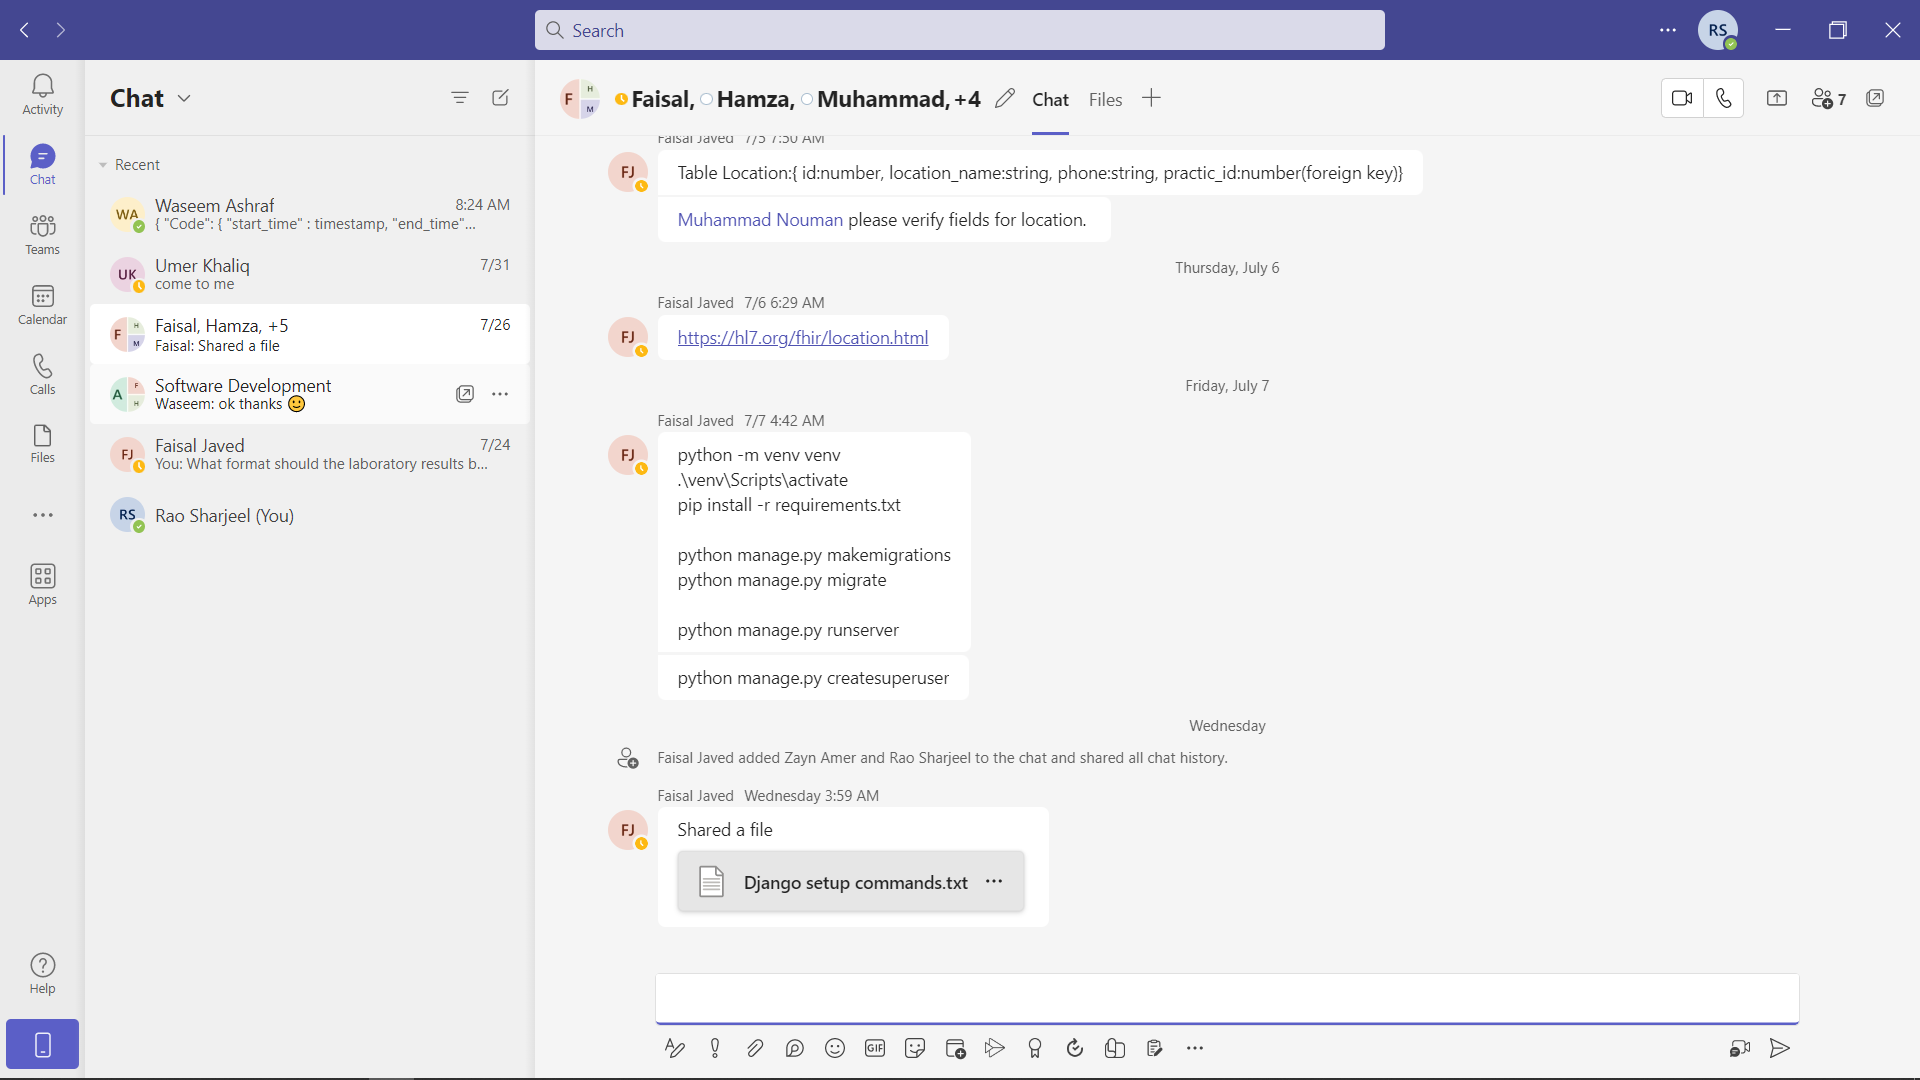 Search
RS
Activity
Chat
Teams
Calendar
Calls
Files
Apps
Help
Chat
Recent
WA
Waseem Ashraf
8:24 AM
{ "Code": { "start_time" : timestamp, "end_time"...
UK
Umer Khaliq
7/31
come to me
F
H
M
Faisal, Hamza, +5
7/26
Faisal: Shared a file
A
F
H
Software Development
Waseem: ok thanks 🙂
FJ
Faisal Javed
7/24
You: What format should the laboratory results b...
RS
Rao Sharjeel (You)
F
H
M
Faisal, Hamza, Muhammad, +4
Chat
Files
7
Faisal Javed 7/5 7:50 AM
FJ
Table Location:{ id:number, location_name:string, phone:string, practic_id:number(foreign key)}
Muhammad Nouman please verify fields for location.
Thursday, July 6
Faisal Javed 7/6 6:29 AM
FJ
https://hl7.org/fhir/location.html
Friday, July 7
Faisal Javed 7/7 4:42 AM
FJ
python -m venv venv
.\venv\Scripts\activate
pip install -r requirements.txt
python manage.py makemigrations
python manage.py migrate
python manage.py runserver
python manage.py createsuperuser
Wednesday
Faisal Javed added Zayn Amer and Rao Sharjeel to the chat and shared all chat history.
Faisal Javed Wednesday 3:59 AM
FJ
Shared a file
Django setup commands.txt
GIF